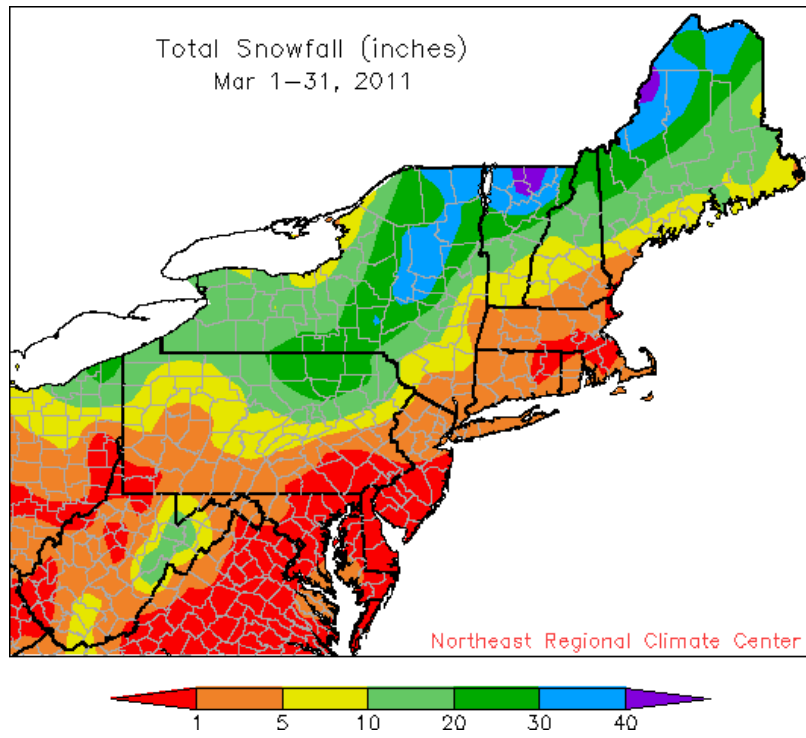 Total Snowfall (inches)
Mar 1–31, 2011
Northeast Regional Climate Center
1 5 10 20 30 40